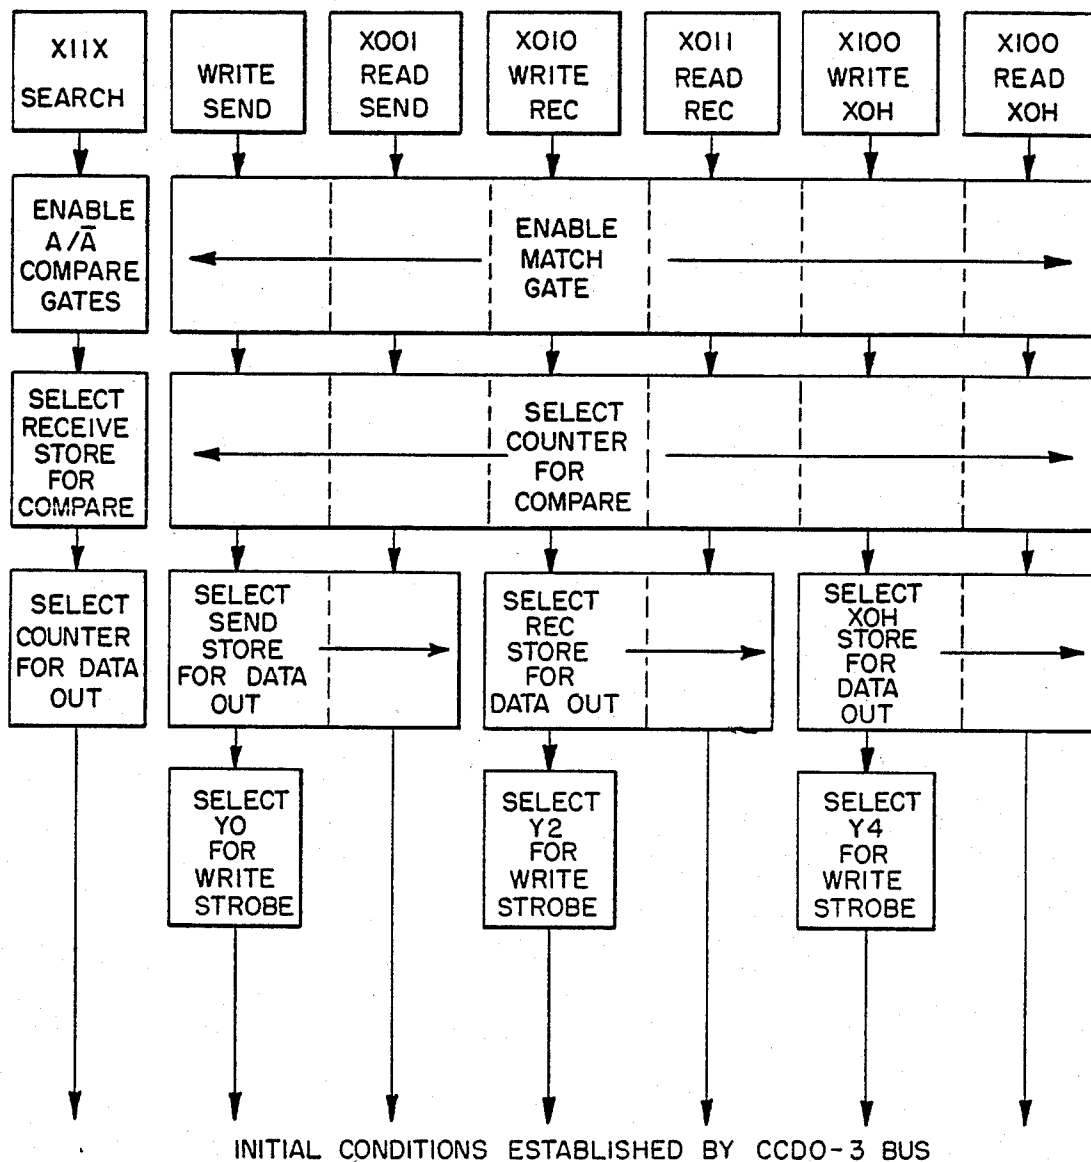 X11X
SEARCH
WRITE
SEND
X001
READ
SEND
X010
WRITE
REC
X011
READ
REC
X100
WRITE
XOH
X100
READ
XOH
ENABLE
A/Ā
COMPARE
GATES
ENABLE
MATCH
GATE
SELECT
RECEIVE
STORE
FOR
COMPARE
SELECT
COUNTER
FOR
COMPARE
SELECT
COUNTER
FOR DATA
OUT
SELECT
SEND
STORE
FOR DATA
OUT
SELECT
REC
STORE
FOR
DATA OUT
SELECT
XOH
STORE
FOR
DATA
OUT
SELECT
Y0
FOR
WRITE
STROBE
SELECT
Y2
FOR
WRITE
STROBE
SELECT
Y4
FOR
WRITE
STROBE
INITIAL CONDITIONS ESTABLISHED BY CCDO-3 BUS